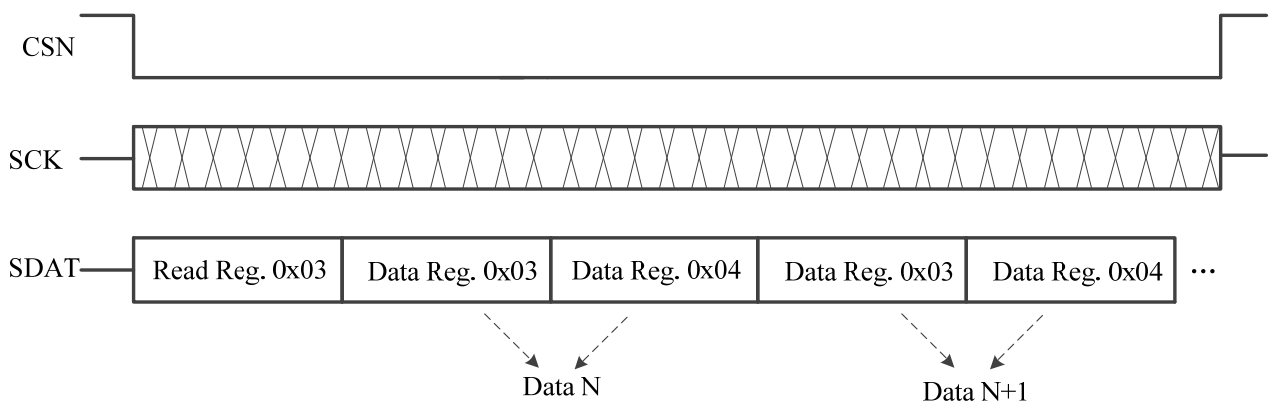 CSN
SCK
SDAT Read Reg. 0x03 Data Reg. 0x03 Data Reg. 0x04 Data Reg. 0x03 Data Reg. 0x04 ...
Data N Data N+1